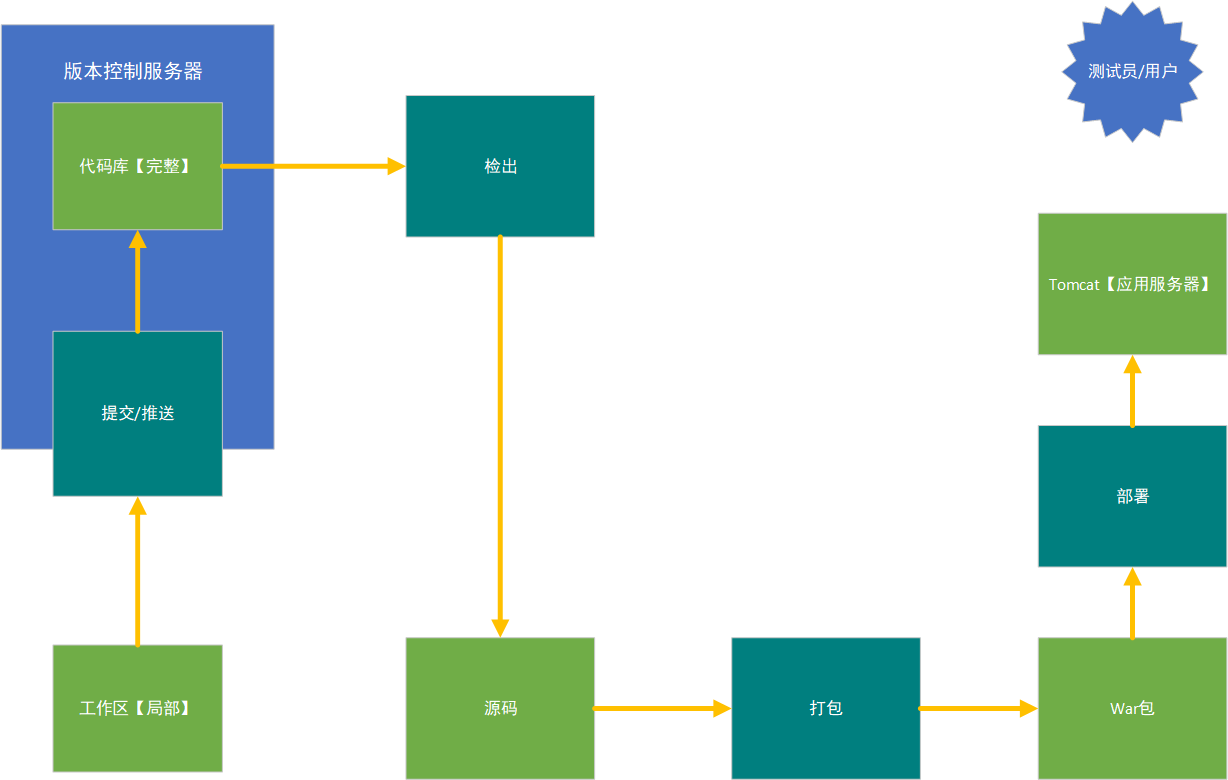 版本控制服务器
代码库【完整】
提交/推送
工作区【局部】
检出
源码
打包
War包
部署
Tomcat【应用服务器】
测试员/用户